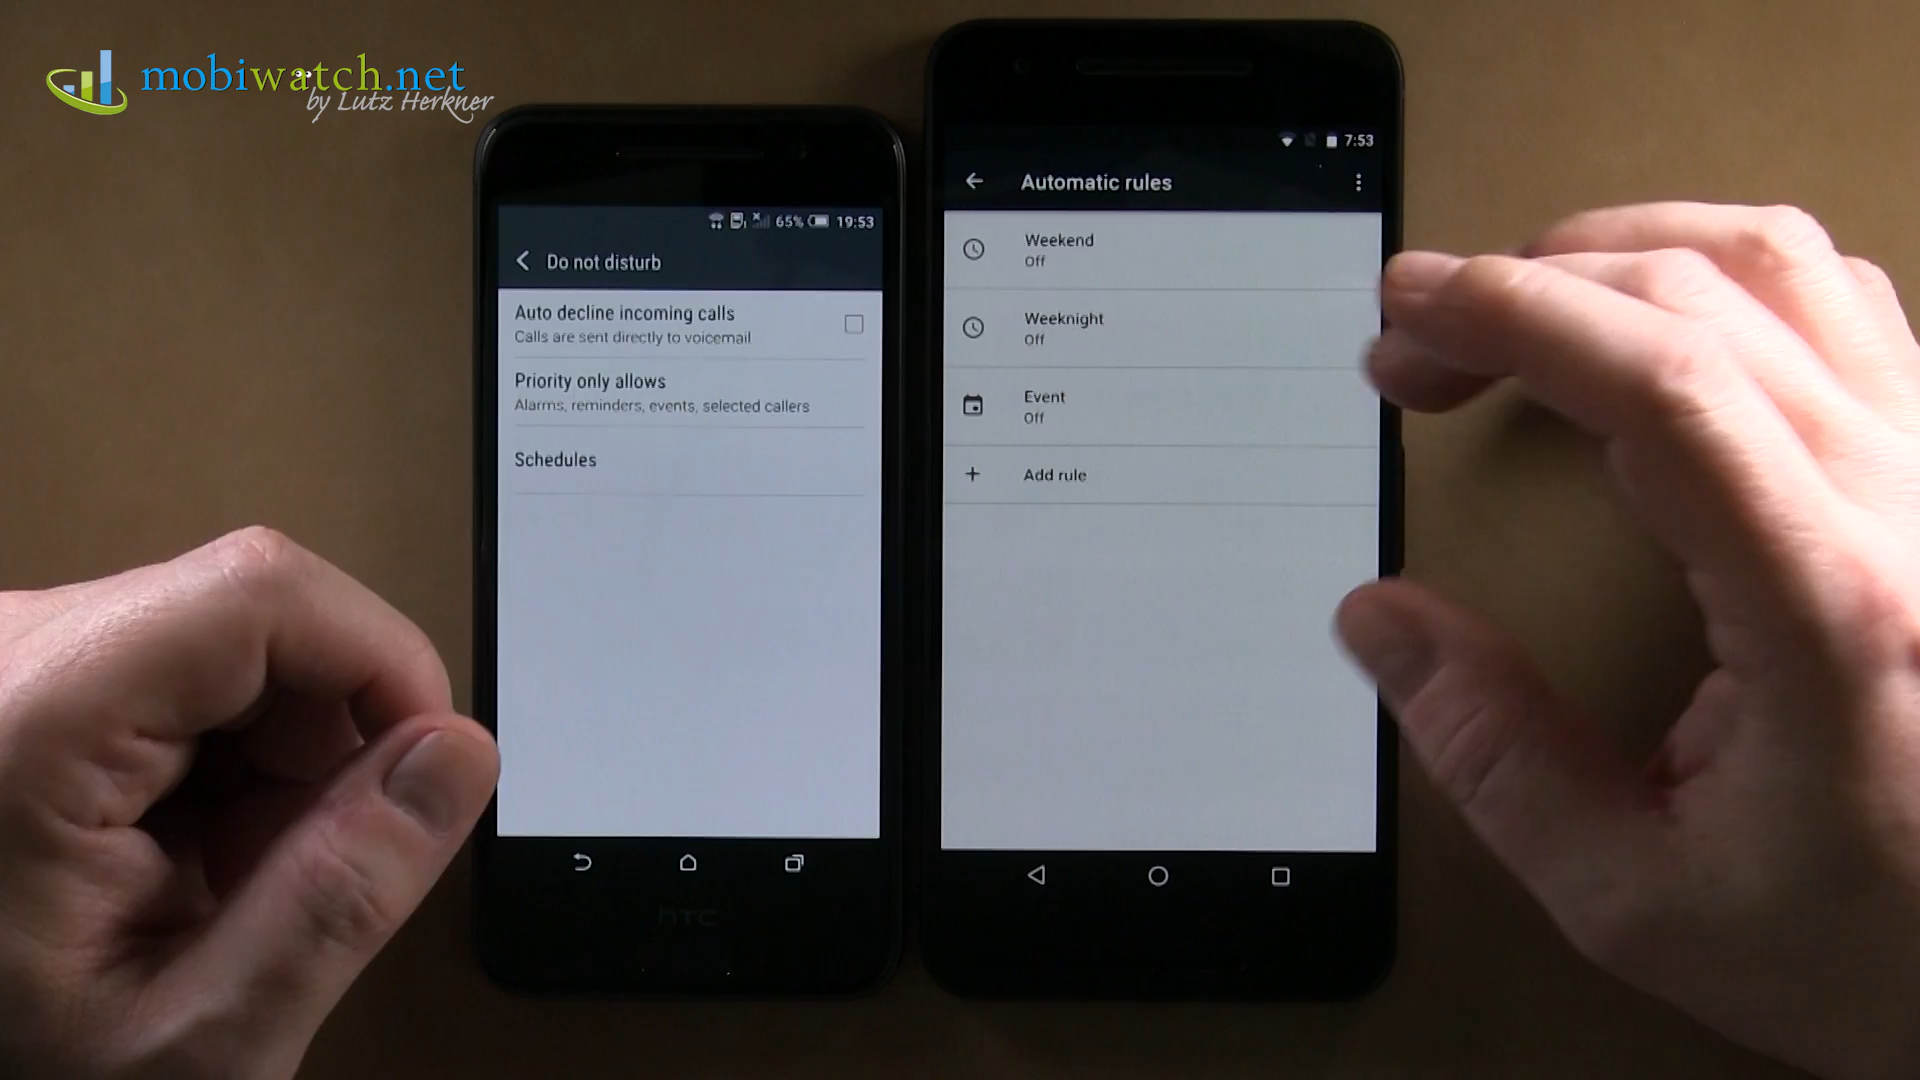 mobiwatch.net
by Lutz Herkner
65% 19:53
Do not disturb
Auto decline incoming calls
Calls are sent directly to voicemail
Priority only allows
Alarms, reminders, events, selected callers
Schedules
hTC
7:53
Automatic rules
Weekend
Off
Weeknight
Off
Event
Off
Add rule